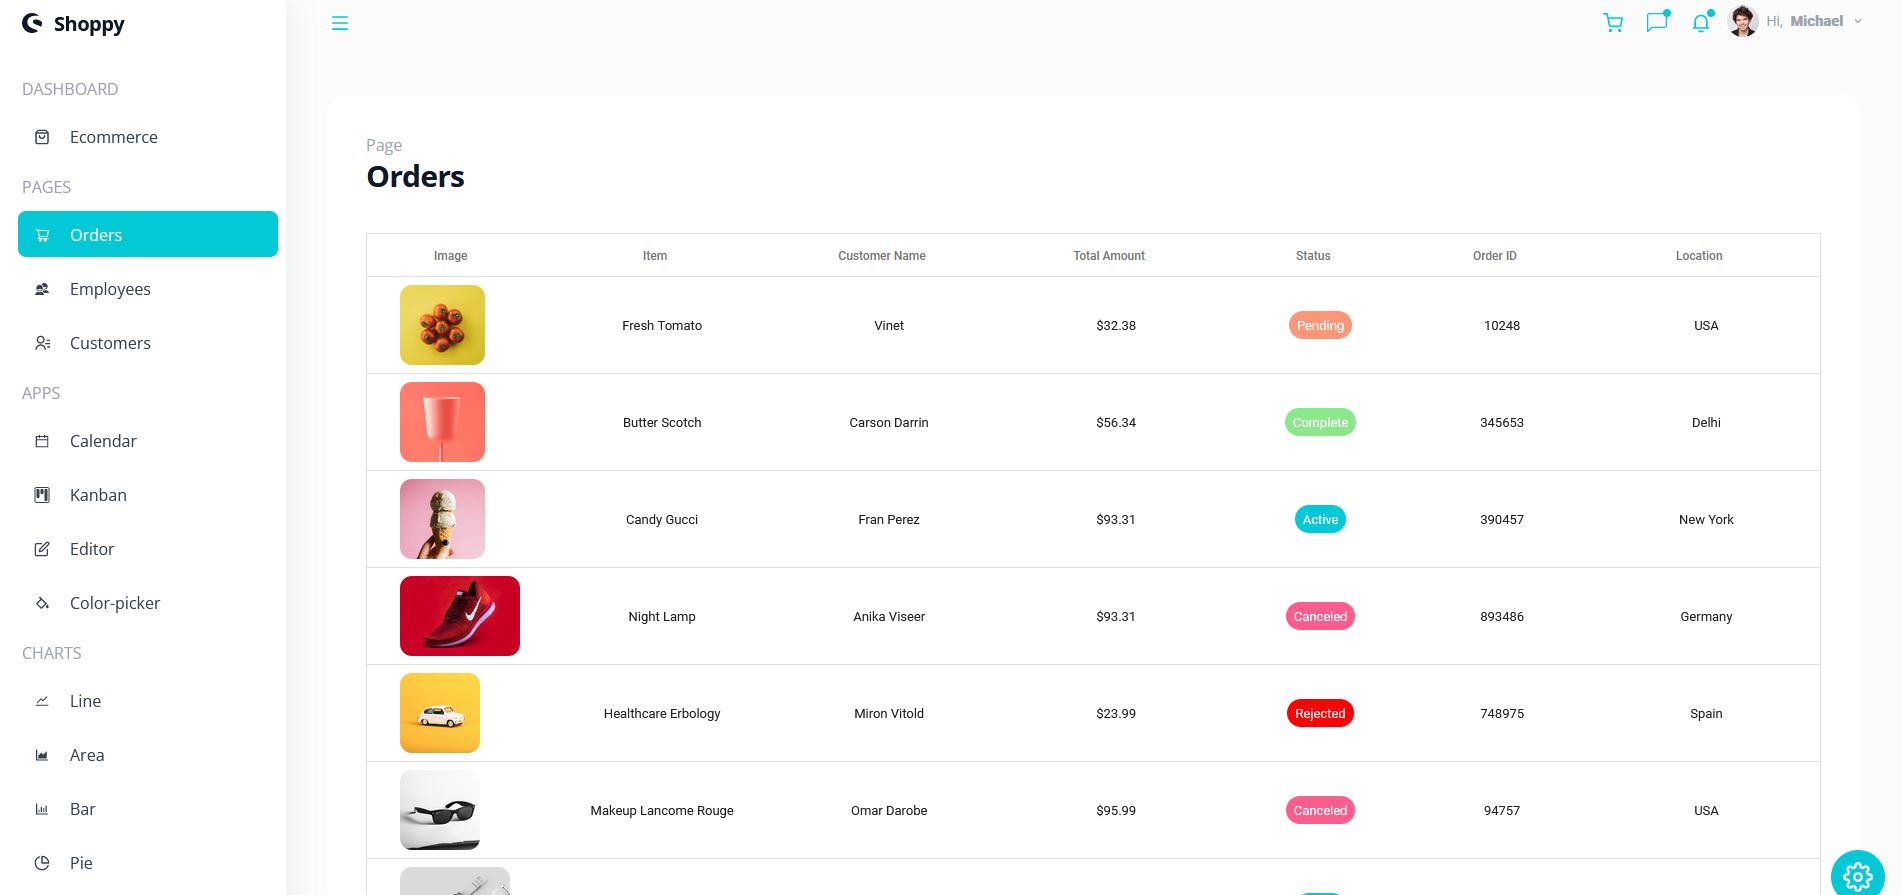 Shoppy
Hi, Michael
DASHBOARD
Ecommerce
PAGES
Orders
Employees
Customers
APPS
Calendar
Kanban
Editor
Color-picker
CHARTS
Line
Area
Bar
Pie
Page
Orders
Image Item Customer Name Total Amount Status Order ID Location
Fresh Tomato Vinet $32.38 Pending 10248 USA
Butter Scotch Carson Darrin $56.34 Complete 345653 Delhi
Candy Gucci Fran Perez $93.31 Active 390457 New York
Night Lamp Anika Viseer $93.31 Canceled 893486 Germany
Healthcare Erbology Miron Vitold $23.99 Rejected 748975 Spain
Makeup Lancome Rouge Omar Darobe $95.99 Canceled 94757 USA